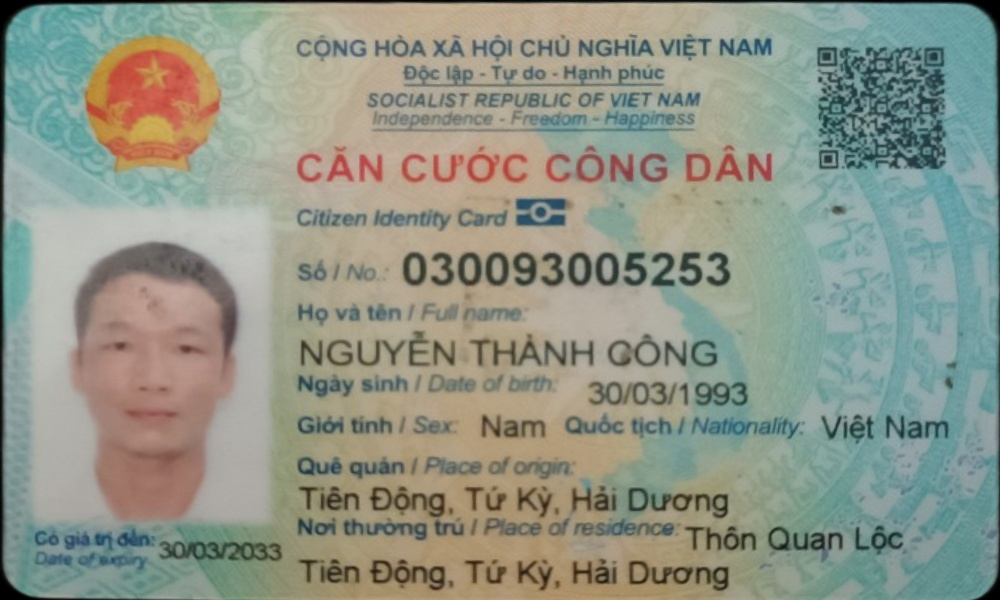 CỘNG HÒA XÃ HỘI CHỦ NGHĨA VIỆT NAM
Độc lập - Tự do - Hạnh phúc
SOCIALIST REPUBLIC OF VIET NAM
Independence - Freedom - Happiness
CĂN CƯỚC CÔNG DÂN
Citizen Identity Card
Số / No.: 030093005253
Họ và tên / Full name:
NGUYỄN THÀNH CÔNG
Ngày sinh / Date of birth: 30/03/1993
Giới tính / Sex: Nam Quốc tịch / Nationality: Việt Nam
Quê quán / Place of origin:
Tiên Động, Tứ Kỳ, Hải Dương
Nơi thường trú / Place of residence: Thôn Quan Lộc
Tiên Động, Tứ Kỳ, Hải Dương
Có giá trị đến: 30/03/2033
Date of expiry